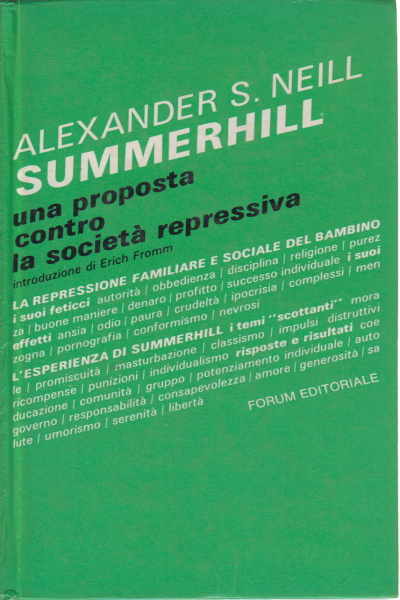 ALEXANDER S. NEILL
SUMMERHILL
una proposta
contro
la società repressiva
introduzione di Erich Fromm
LA REPRESSIONE FAMILIARE E SOCIALE DEL BAMBINO
i suoi feticci autorità / obbedienza / disciplina / religione / purez
za / buone maniere / denaro / profitto / successo individuale i suoi
effetti ansia / odio / paura / crudeltà / ipocrisia / complessi / men
zogna / pornografia / conformismo / nevrosi
L'ESPERIENZA DI SUMMERHILL i temi "scottanti" mora
le / promiscuità / masturbazione / classismo / impulsi distruttivi
ricompense / punizioni / individualismo risposte e risultati coe
ducazione / comunità / gruppo / potenziamento individuale / auto
governo / responsabilità / consapevolezza / amore / generosità / sa
lute / umorismo / serenità / libertà
FORUM EDITORIALE